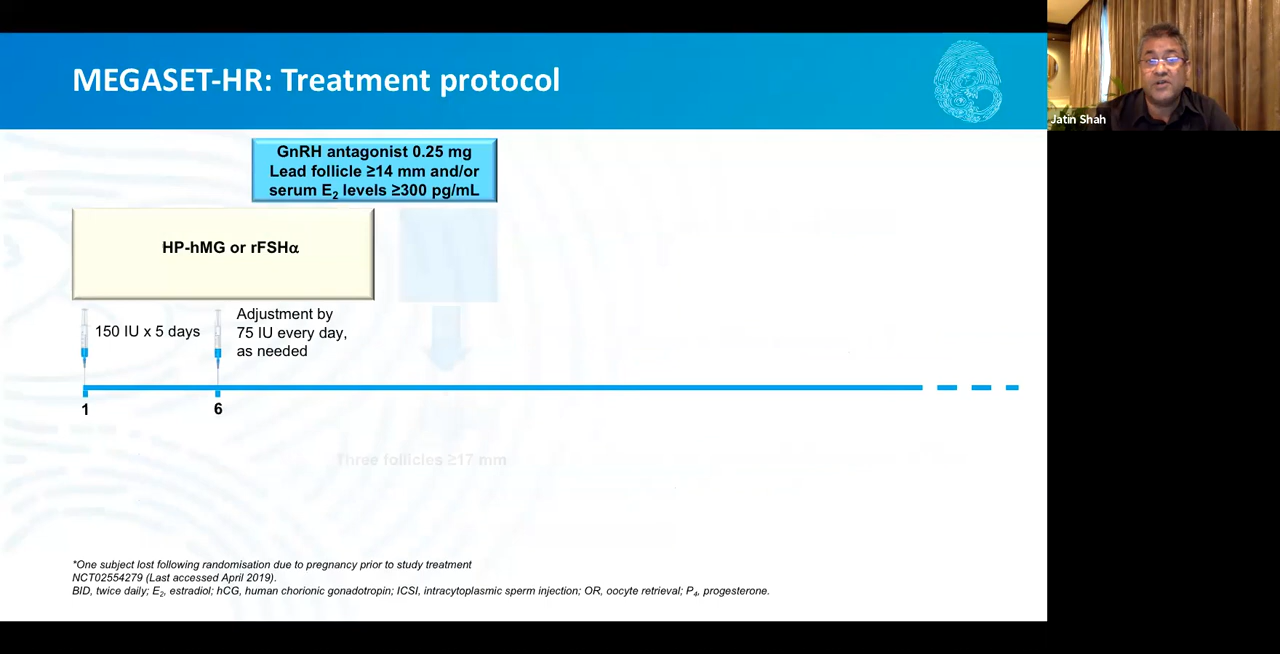 MEGASET-HR: Treatment protocol
Jatin Shah
GnRH antagonist 0.25 mg
Lead follicle ≥14 mm and/or
serum E₂ levels ≥300 pg/mL
HP-hMG or rFSHα
150 IU x 5 days
Adjustment by
75 IU every day,
as needed
1
6
Three follicles ≥17 mm
*One subject lost following randomisation due to pregnancy prior to study treatment
NCT02554279 (Last accessed April 2019).
BID, twice daily; E₂, estradiol; hCG, human chorionic gonadotropin; ICSI, intracytoplasmic sperm injection; OR, oocyte retrieval; P₄, progesterone.